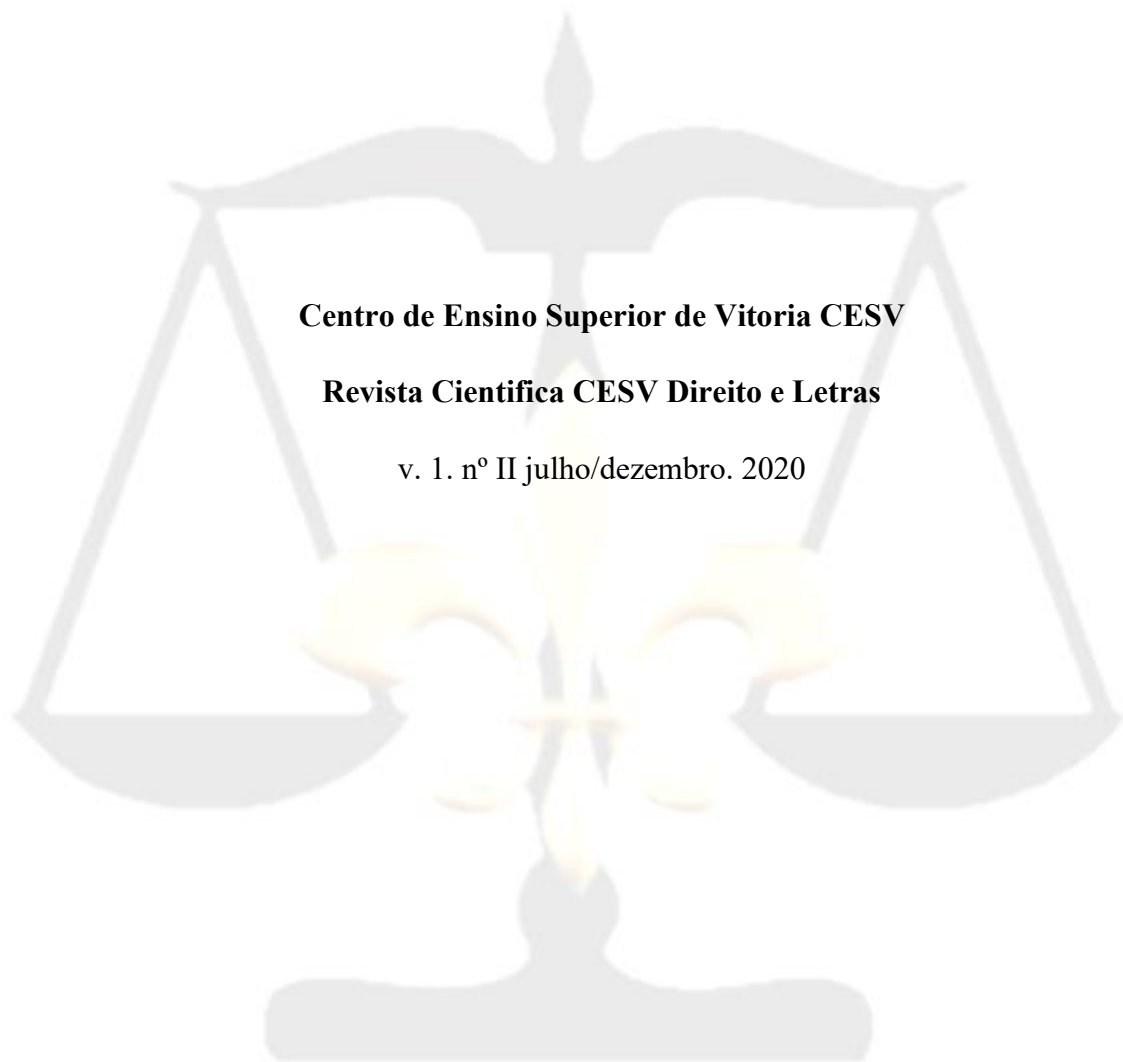 Centro de Ensino Superior de Vitoria CESV
Revista Cientifica CESV Direito e Letras
v. 1. nº II julho/dezembro. 2020